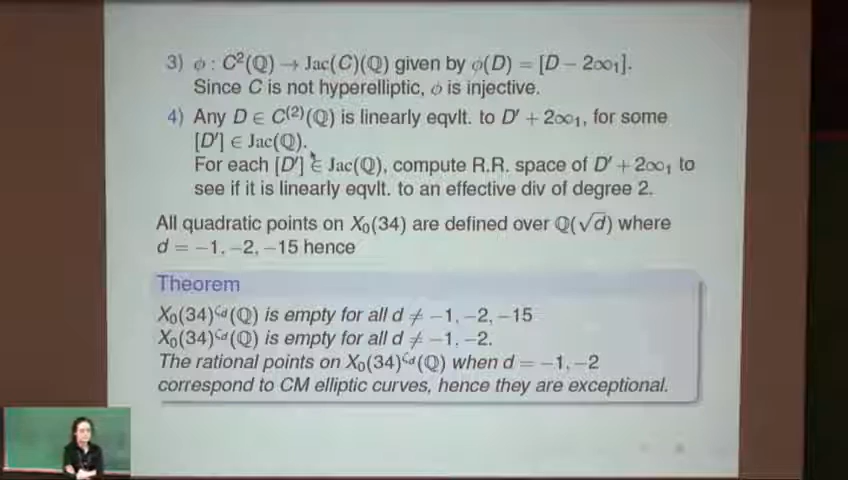 3) φ : C²(ℚ) → Jac(C)(ℚ) given by φ(D) = [D − 2∞₁].
Since C is not hyperelliptic, φ is injective.
4) Any D ∈ C⁽²⁾(ℚ) is linearly eqvlt. to D′ + 2∞₁, for some
[D′] ∈ Jac(ℚ).
For each [D′] ∈ Jac(ℚ), compute R.R. space of D′ + 2∞₁ to
see if it is linearly eqvlt. to an effective div of degree 2.
All quadratic points on X₀(34) are defined over ℚ(√d) where
d = −1, −2, −15 hence
Theorem
X₀(34)^ζd(ℚ) is empty for all d ≠ −1, −2, −15
X₀(34)^ζd(ℚ) is empty for all d ≠ −1, −2.
The rational points on X₀(34)^ζd(ℚ) when d = −1, −2
correspond to CM elliptic curves, hence they are exceptional.